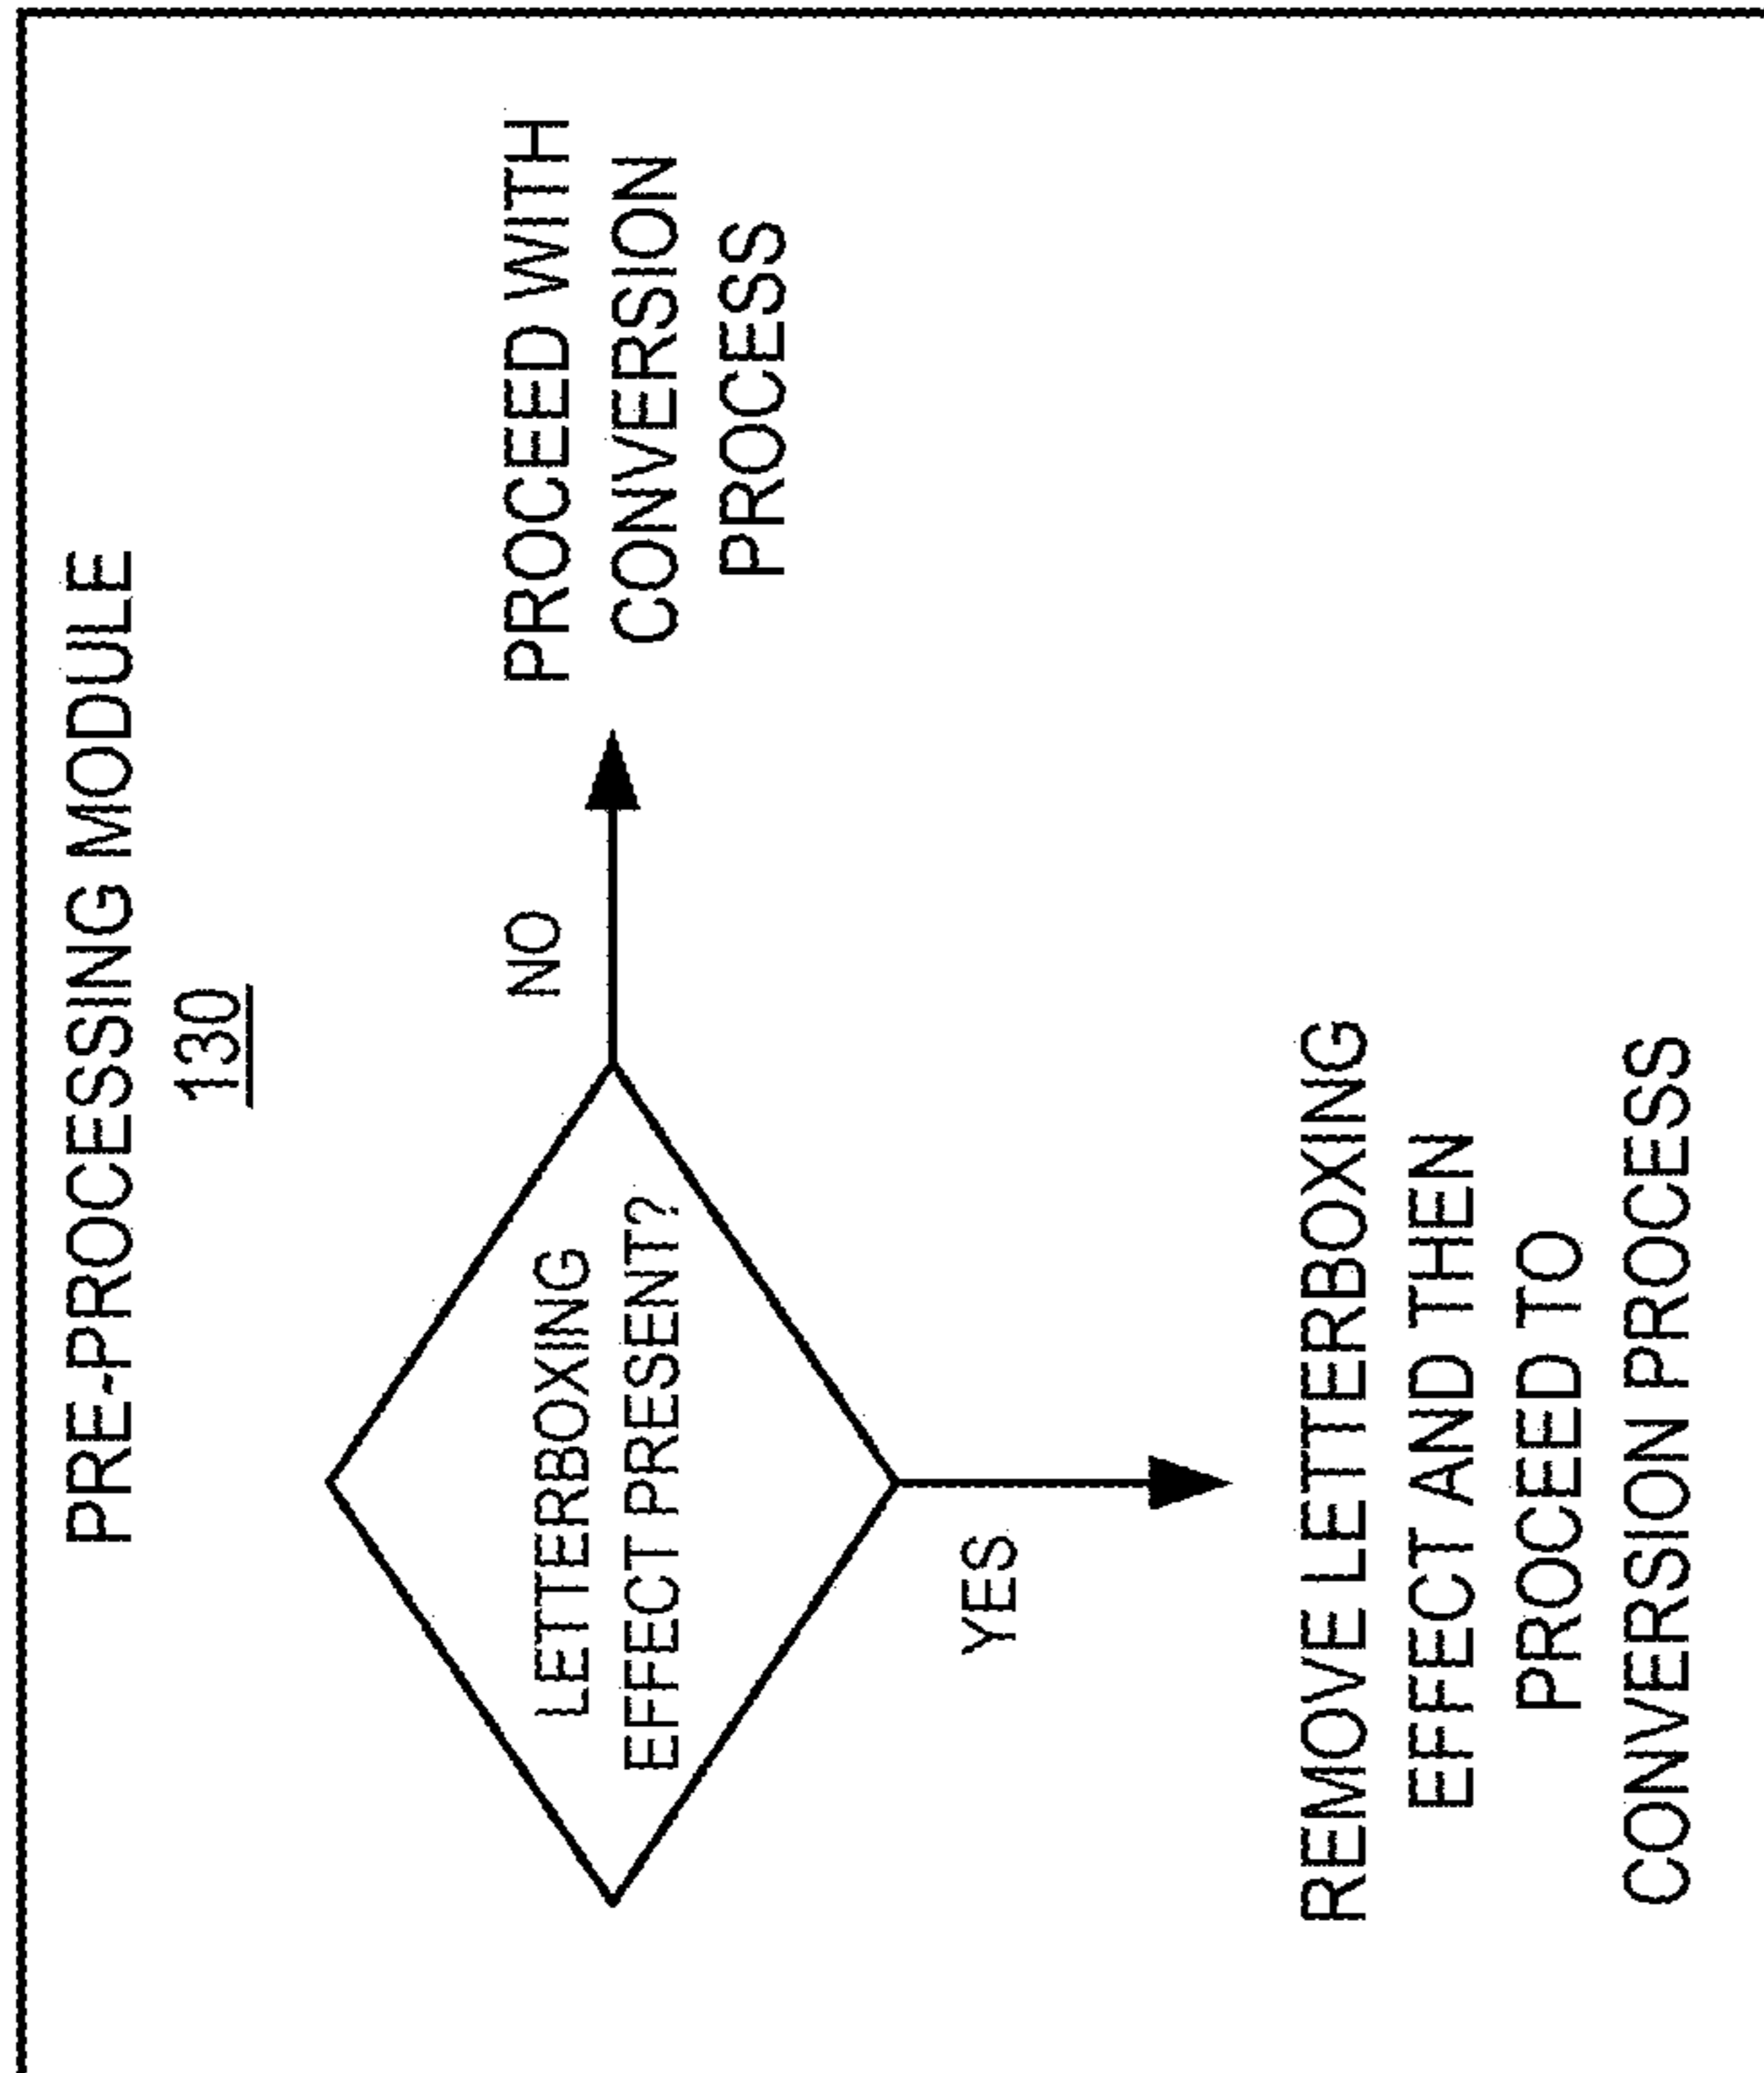 PRE-PROCESSING MODULE
130
LETTERBOXING
EFFECT PRESENT?
NO
PROCEED WITH
CONVERSION
PROCESS
YES
REMOVE LETTERBOXING
EFFECT AND THEN
PROCEED TO
CONVERSION PROCESS